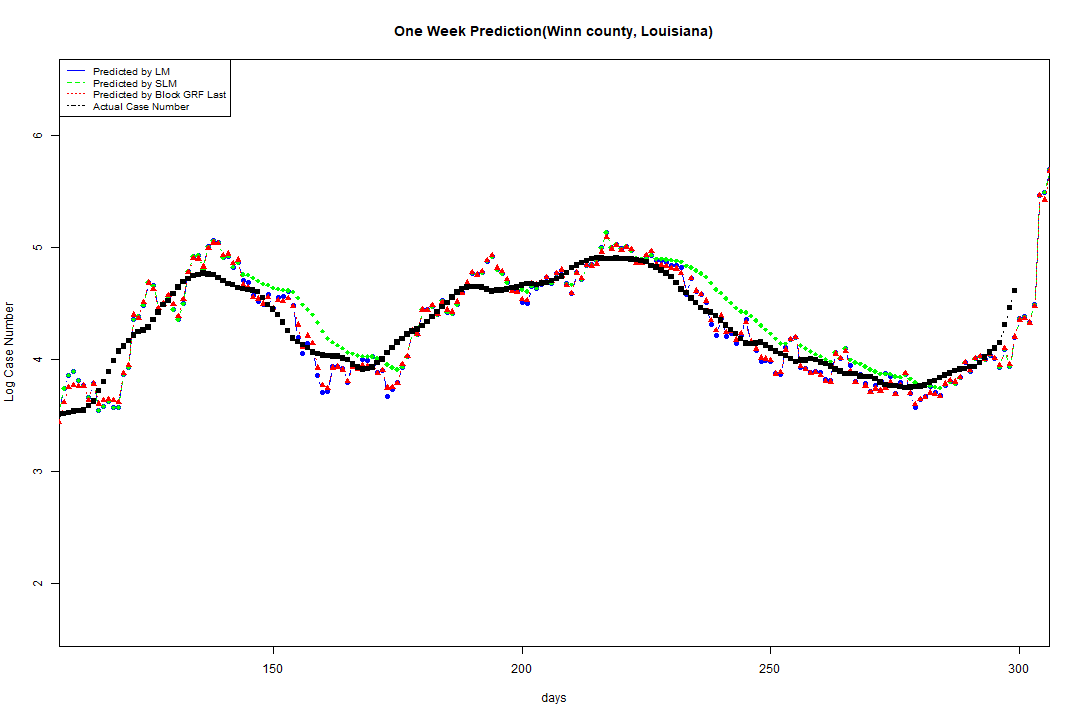 One Week Prediction(Winn county, Louisiana)
Predicted by LM
Predicted by SLM
Predicted by Block GRF Last
Actual Case Number
6
5
4
3
2
Log Case Number
150
200
250
300
days